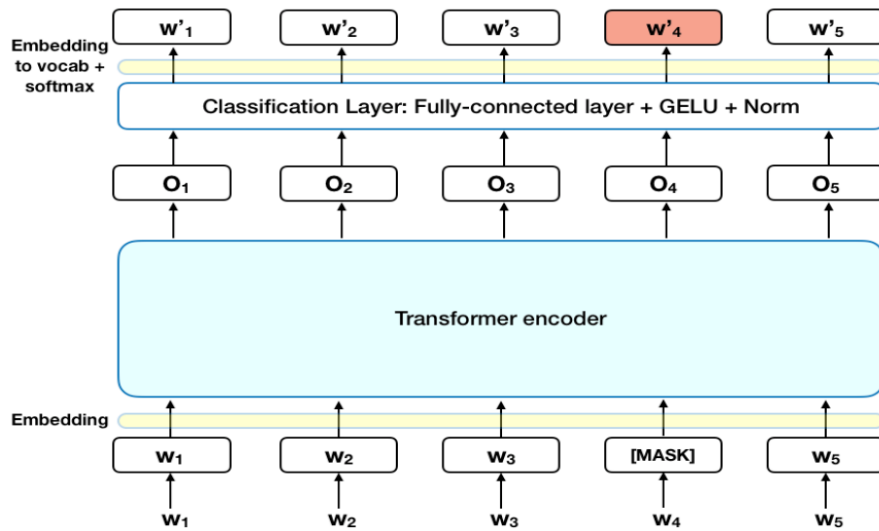 w'₁ w'₂ w'₃ w'₄ w'₅
Embedding
to vocab +
softmax
Classification Layer: Fully-connected layer + GELU + Norm
O₁ O₂ O₃ O₄ O₅
Transformer encoder
Embedding
W₁ W₂ W₃ [MASK] W₅
W₁ W₂ W₃ W₄ W₅